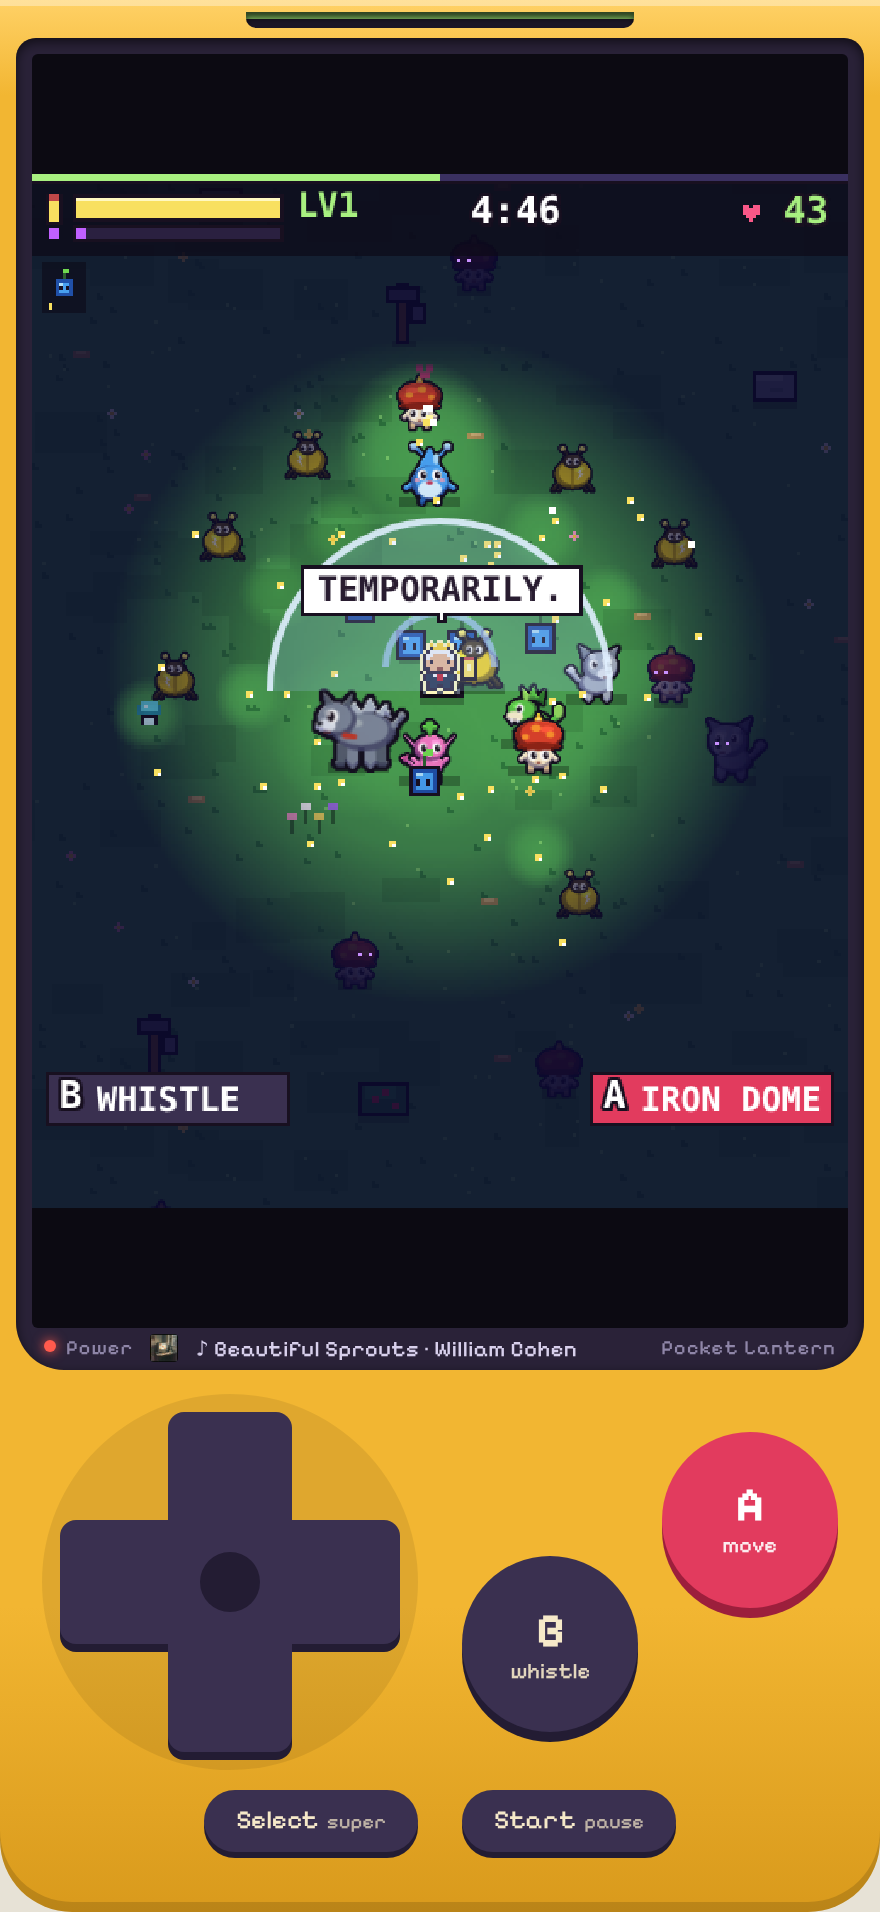 LV1
4:46
43
TEMPORARILY.
B WHISTLE
A IRON DOME
Power
♪ Beautiful Sprouts · William Cohen
Pocket Lantern
A
move
B
whistle
Select super
Start pause